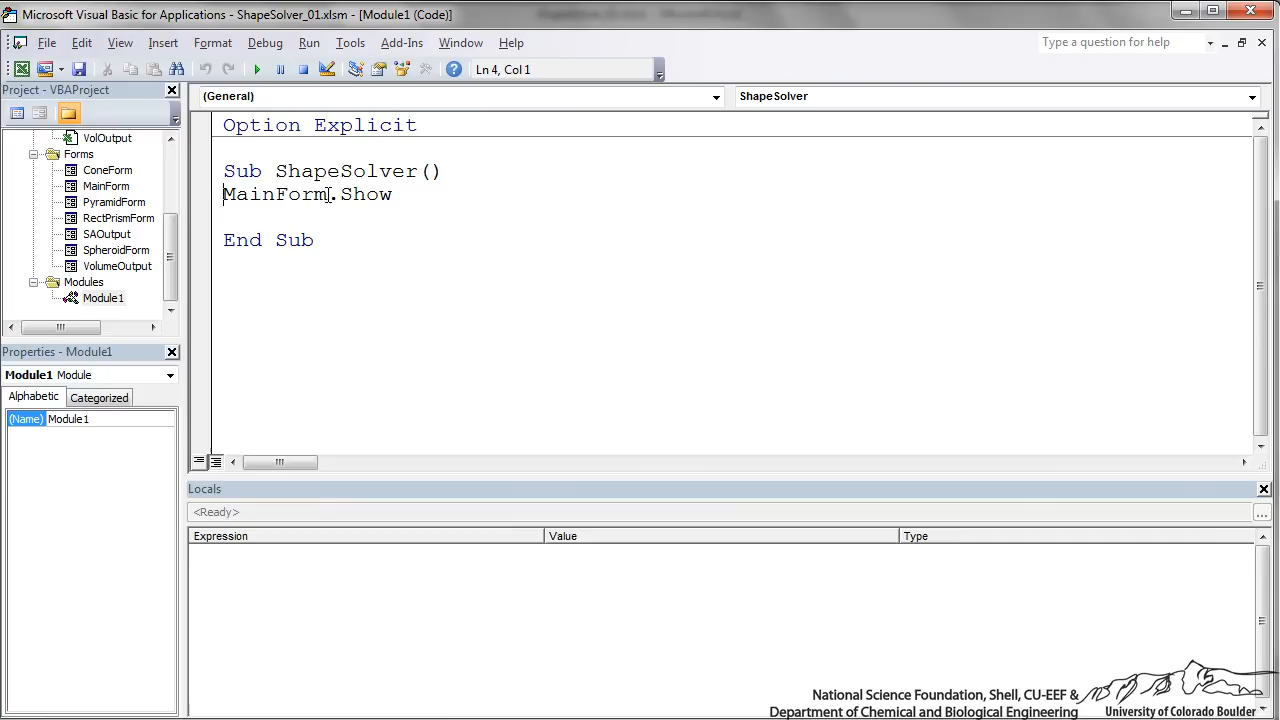 Microsoft Visual Basic for Applications - ShapeSolver_01.xlsm - [Module1 (Code)]
File Edit View Insert Format Debug Run Tools Add-Ins Window Help
Type a question for help
Ln 4, Col 1
Project - VBAProject
VolOutput
Forms
ConeForm
MainForm
PyramidForm
RectPrismForm
SAOutput
SpheroidForm
VolumeOutput
Modules
Module1
Properties - Module1
Module1 Module
Alphabetic Categorized
(Name) Module1
(General) ShapeSolver
Option Explicit
Sub ShapeSolver()
MainForm.Show
End Sub
Locals
<Ready>
Expression Value Type
National Science Foundation, Shell, CU-EEF &
Department of Chemical and Biological Engineering
University of Colorado Boulder